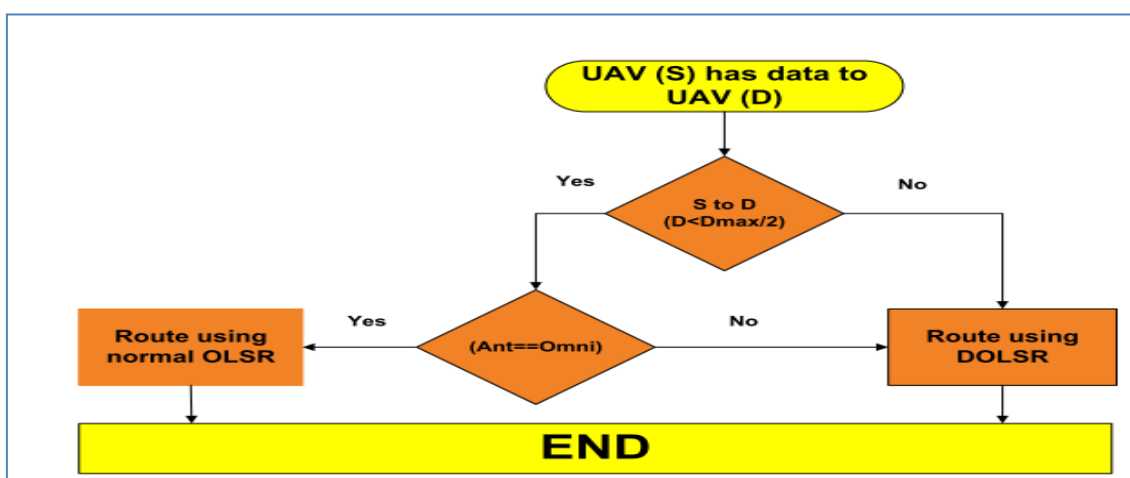 UAV (S) has data to
UAV (D)
Yes
No
S to D
(D<Dmax/2)
Route using
normal OLSR
Yes
(Ant==Omni)
No
Route using
DOLSR
END